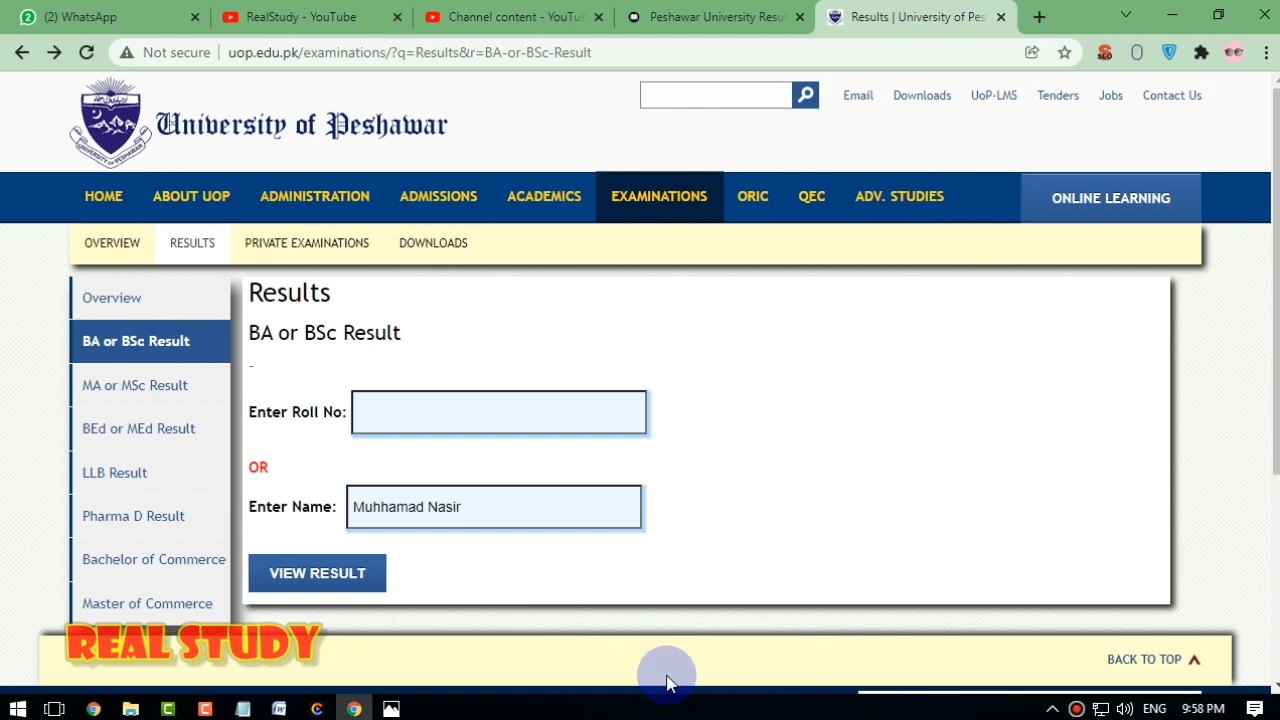 (2) WhatsApp
RealStudy - YouTube
Channel content - YouTub
Peshawar University Resul
Results | University of Pes
Not secure
uop.edu.pk/examinations/?q=Results&r=BA-or-BSc-Result
SEO
University of Peshawar
Email
Downloads
UoP-LMS
Tenders
Jobs
Contact Us
HOME
ABOUT UOP
ADMINISTRATION
ADMISSIONS
ACADEMICS
EXAMINATIONS
ORIC
QEC
ADV. STUDIES
ONLINE LEARNING
OVERVIEW
RESULTS
PRIVATE EXAMINATIONS
DOWNLOADS
Overview
BA or BSc Result
MA or MSc Result
BEd or MEd Result
LLB Result
Pharma D Result
Bachelor of Commerce
Master of Commerce
Results
BA or BSc Result
-
Enter Roll No:
OR
Enter Name: Muhhamad Nasir
VIEW RESULT
REAL STUDY
BACK TO TOP
ENG
9:58 PM